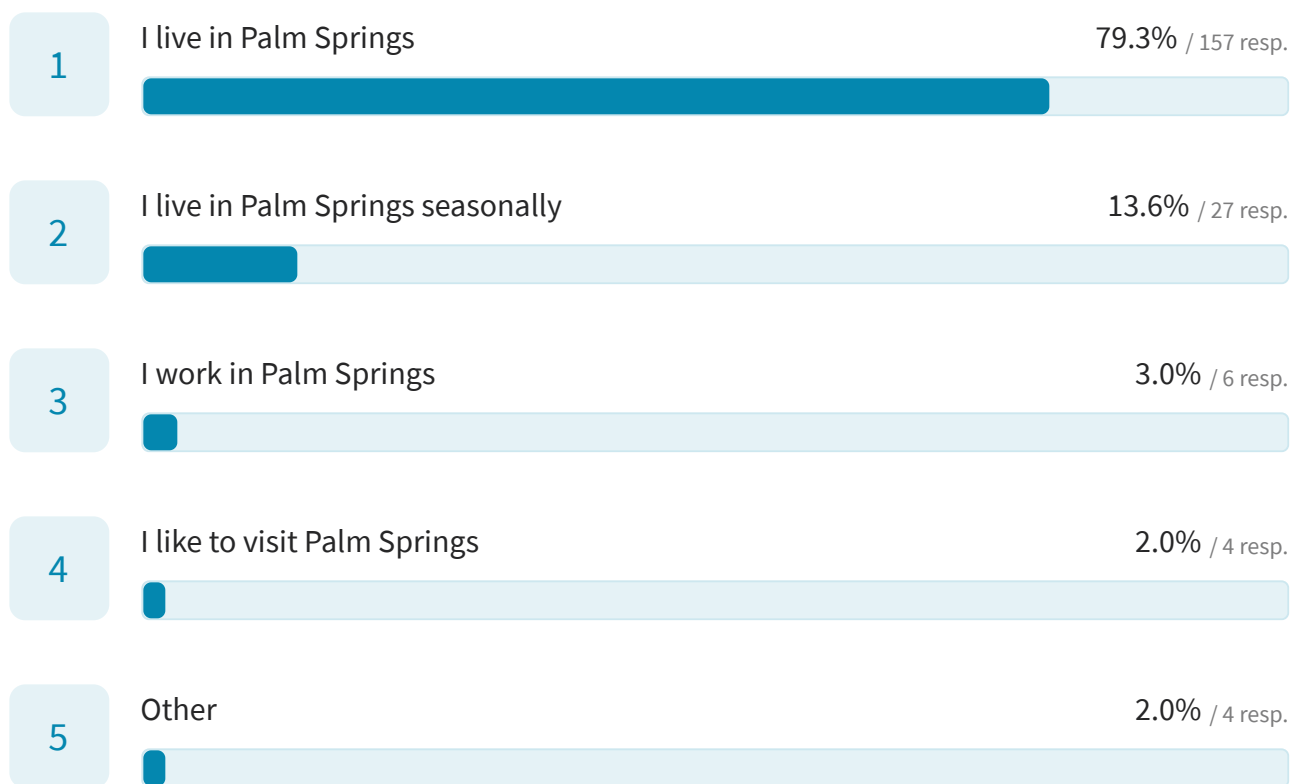 1
I live in Palm Springs 79.3% / 157 resp.
2
I live in Palm Springs seasonally 13.6% / 27 resp.
3
I work in Palm Springs 3.0% / 6 resp.
4
I like to visit Palm Springs 2.0% / 4 resp.
5
Other 2.0% / 4 resp.